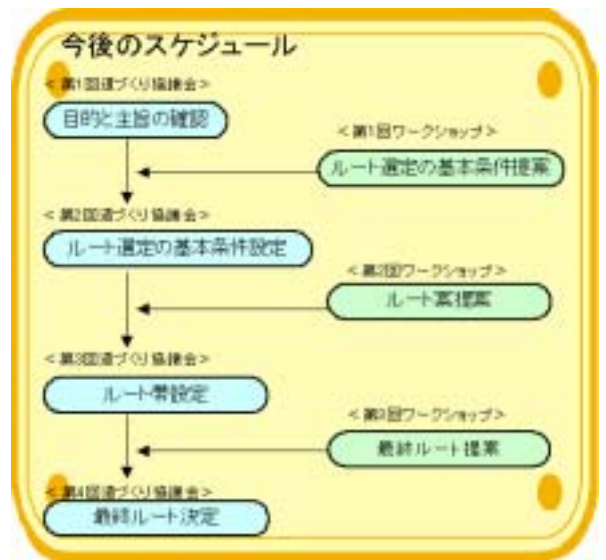 今後のスケジュール
<第1回道づくり協議会>
目的と主旨の確認
<第1回ワークショップ>
ルート選定の基本条件提案
<第2回道づくり協議会>
ルート選定の基本条件設定
<第2回ワークショップ>
ルート案提案
<第3回道づくり協議会>
ルート帯設定
<第3回ワークショップ>
最終ルート提案
<第4回道づくり協議会>
最終ルート決定